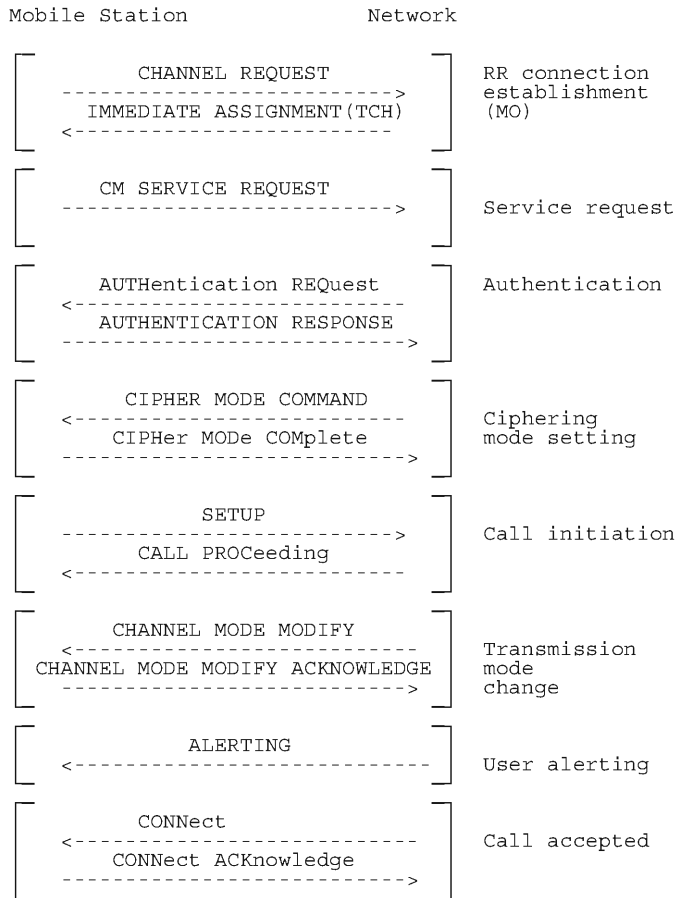 Mobile Station Network
CHANNEL REQUEST
RR connection
establishment
(MO)
IMMEDIATE ASSIGNMENT(TCH)
CM SERVICE REQUEST
Service request
AUTHentication REQuest
Authentication
AUTHENTICATION RESPONSE
CIPHER MODE COMMAND
Ciphering
mode setting
CIPHer MODe COMplete
SETUP
Call initiation
CALL PROCeeding
CHANNEL MODE MODIFY
Transmission
mode
change
CHANNEL MODE MODIFY ACKNOWLEDGE
ALERTING
User alerting
CONNect
Call accepted
CONNect ACKnowledge